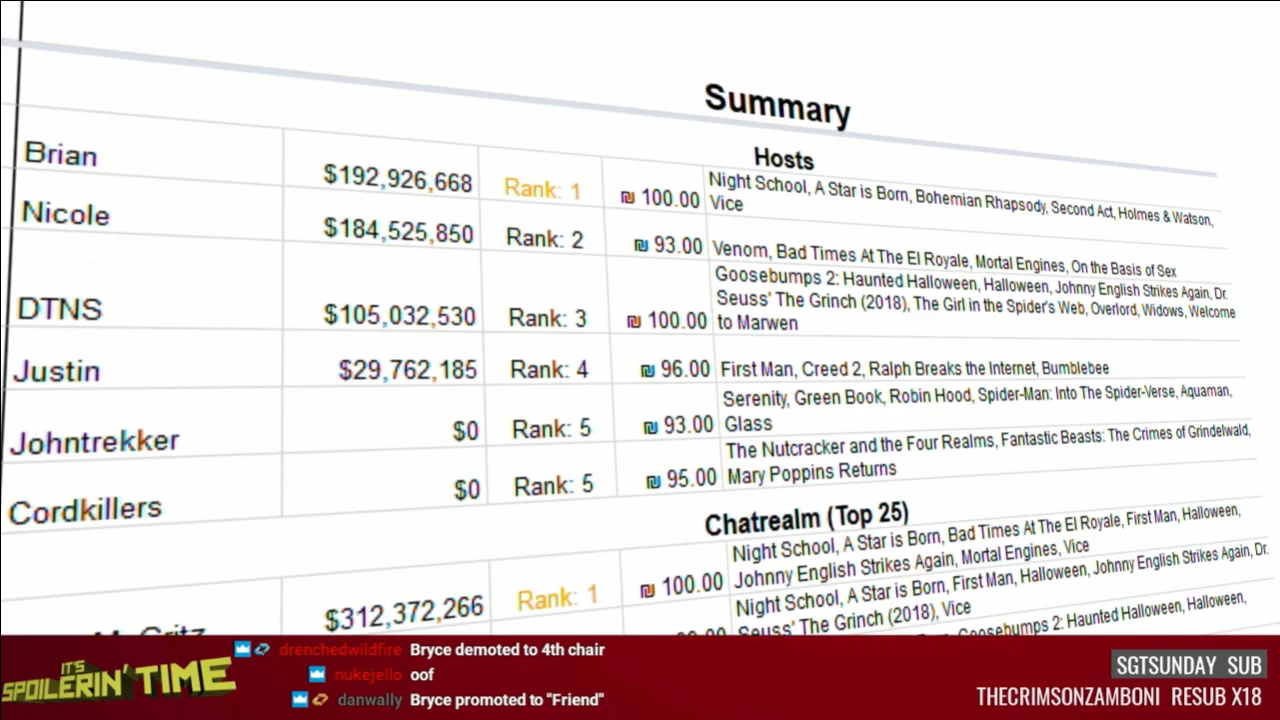 Summary
Hosts
Brian $192,926,668 Rank: 1 ₪ 100.00 Night School, A Star is Born, Bohemian Rhapsody, Second Act, Holmes & Watson,
Vice
Nicole $184,525,850 Rank: 2 ₪ 93.00 Venom, Bad Times At The El Royale, Mortal Engines, On the Basis of Sex
Goosebumps 2: Haunted Halloween, Halloween, Johnny English Strikes Again, Dr.
Seuss' The Grinch (2018), The Girl in the Spider's Web, Overlord, Widows, Welcome
DTNS $105,032,530 Rank: 3 ₪ 100.00 to Marwen
Justin $29,762,185 Rank: 4 ₪ 96.00 First Man, Creed 2, Ralph Breaks the Internet, Bumblebee
Serenity, Green Book, Robin Hood, Spider-Man: Into The Spider-Verse, Aquaman,
Johntrekker $0 Rank: 5 ₪ 93.00 Glass
The Nutcracker and the Four Realms, Fantastic Beasts: The Crimes of Grindelwald,
Cordkillers $0 Rank: 5 ₪ 95.00 Mary Poppins Returns
Chatrealm (Top 25)
Night School, A Star is Born, Bad Times At The El Royale, First Man, Halloween,
$312,372,266 Rank: 1 ₪ 100.00 Johnny English Strikes Again, Mortal Engines, Vice
Night School, A Star is Born, First Man, Halloween, Johnny English Strikes Again, Dr.
Seuss' The Grinch (2018), Vice
Goosebumps 2: Haunted Halloween, Halloween,
IT'S
SPOILERIN' TIME
drenchedwildfire Bryce demoted to 4th chair
nukejello oof
danwally Bryce promoted to "Friend"
SGTSUNDAY SUB
THECRIMSONZAMBONI RESUB X18